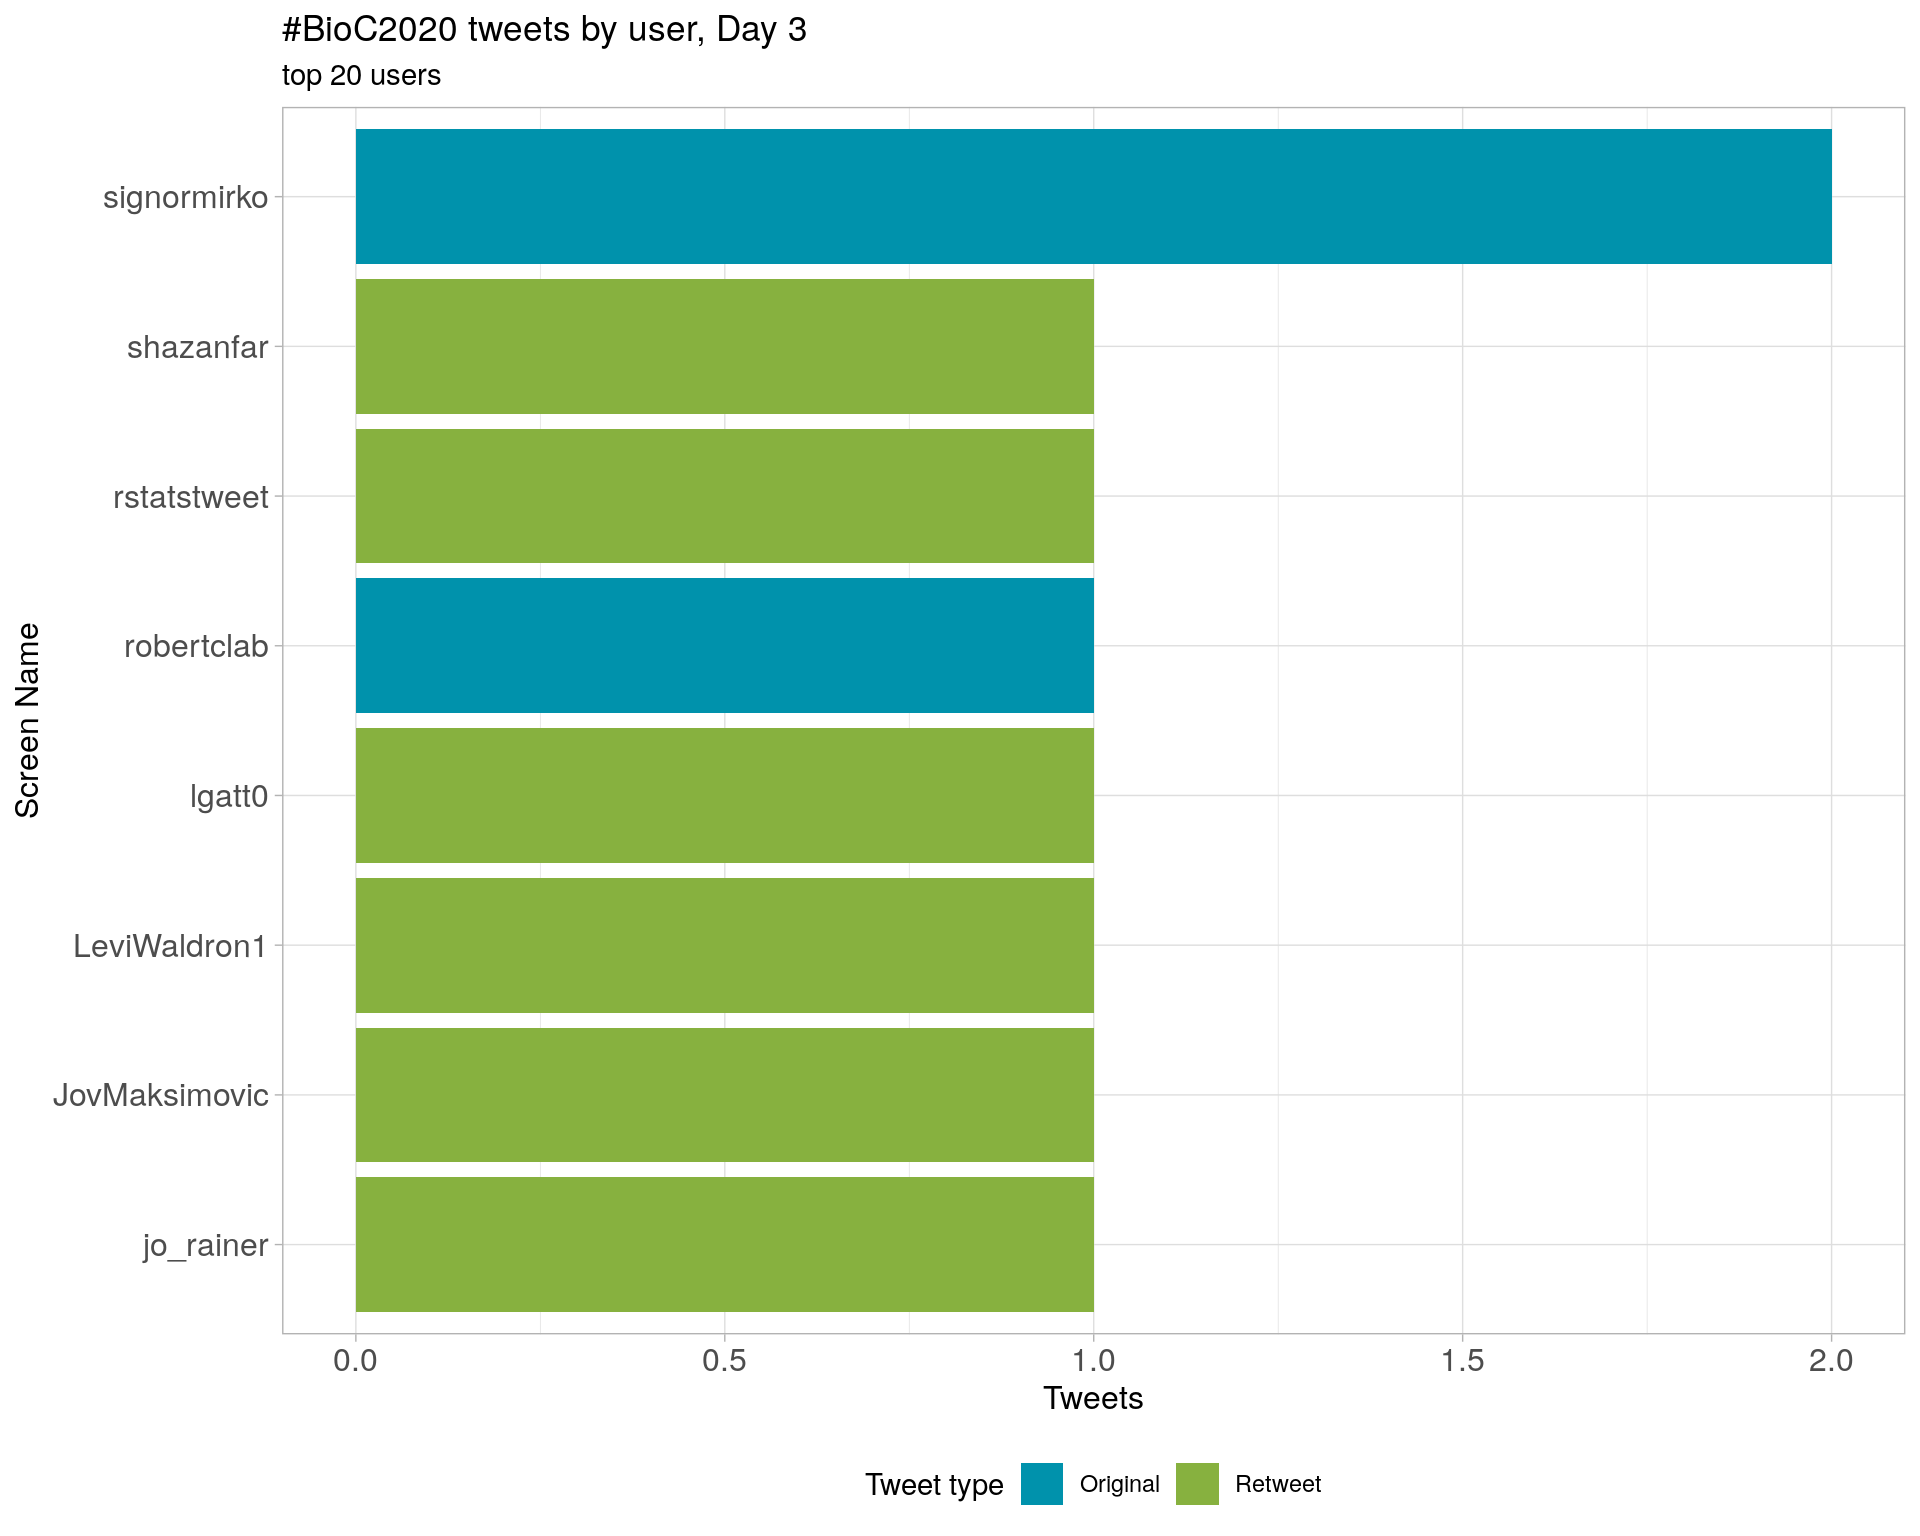 #BioC2020 tweets by user, Day 3
top 20 users
Screen Name
signormirko
shazanfar
rstatstweet
robertclab
lgatt0
LeviWaldron1
JovMaksimovic
jo_rainer
0.0 0.5 1.0 1.5 2.0
Tweets
Tweet type Original Retweet